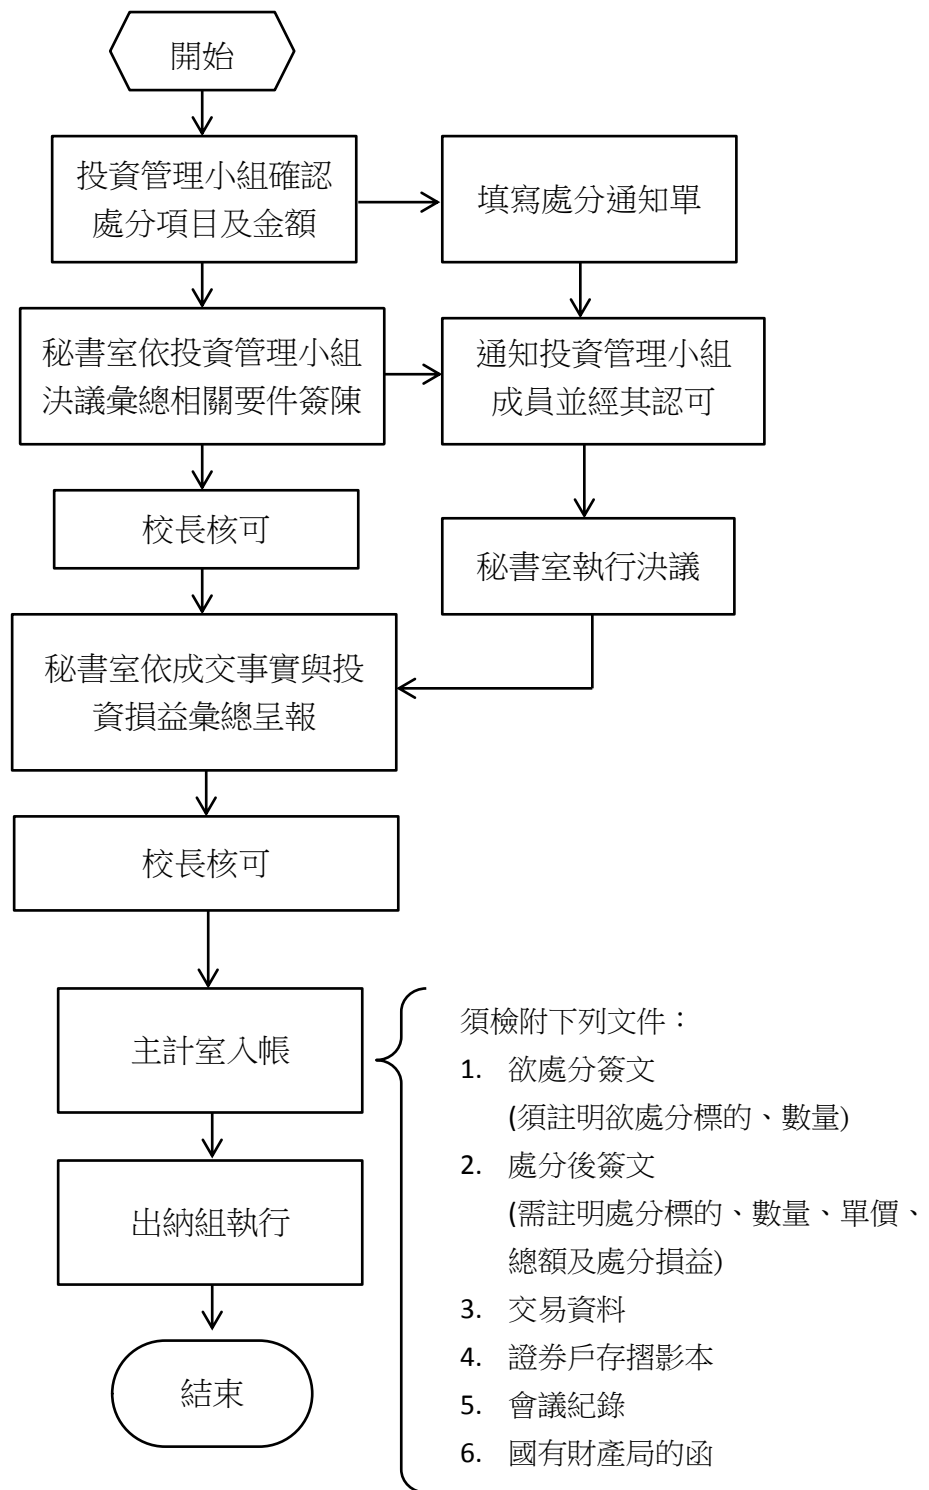 開始
投資管理小組確認
處分項目及金額
填寫處分通知單
秘書室依投資管理小組
決議彙總相關要件簽陳
通知投資管理小組
成員並經其認可
校長核可
秘書室執行決議
秘書室依成交事實與投
資損益彙總呈報
校長核可
主計室入帳
出納組執行
結束
須檢附下列文件：
1. 欲處分簽文
(須註明欲處分標的、數量)
2. 處分後簽文
(需註明處分標的、數量、單價、
總額及處分損益)
3. 交易資料
4. 證券戶存摺影本
5. 會議紀錄
6. 國有財產局的函